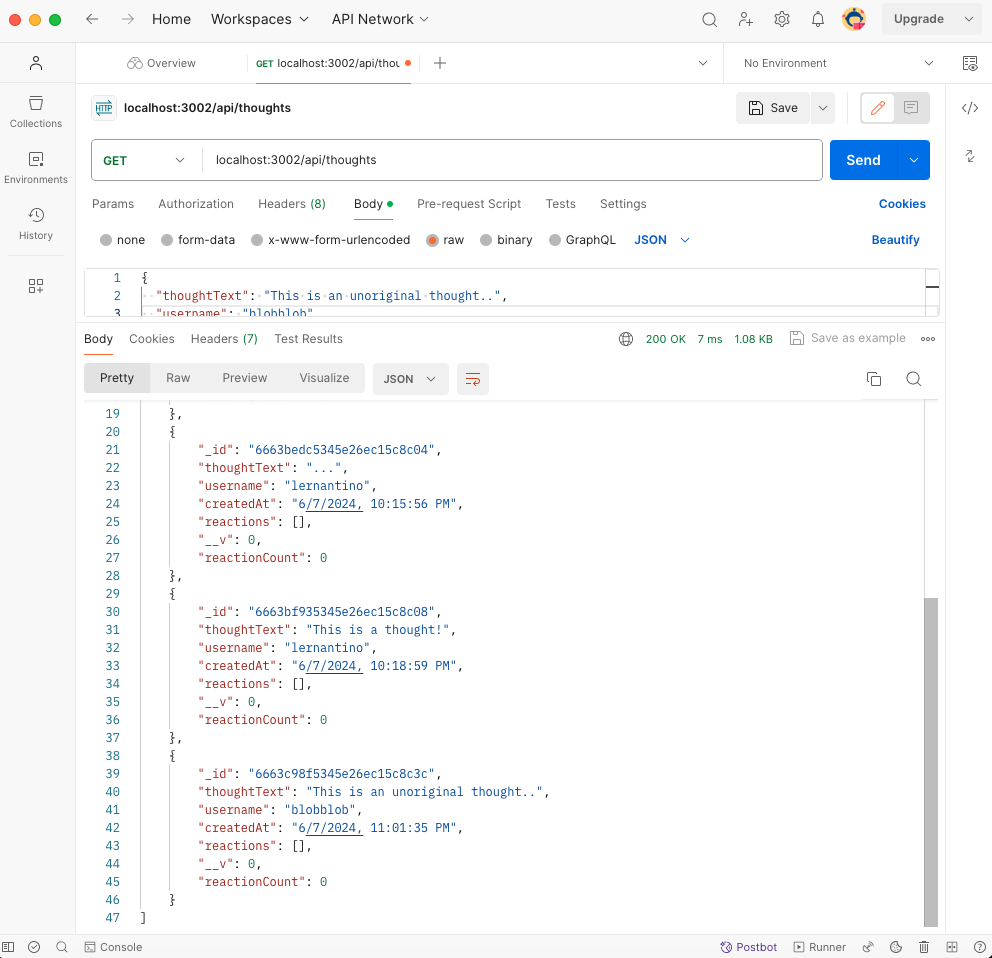 Home Workspaces API Network Upgrade
Overview GET localhost:3002/api/thou No Environment
HTTP localhost:3002/api/thoughts Save
Collections
Environments
History
GET localhost:3002/api/thoughts Send
Params Authorization Headers (8) Body Pre-request Script Tests Settings Cookies
none form-data x-www-form-urlencoded raw binary GraphQL JSON Beautify
1 {
2 "thoughtText": "This is an unoriginal thought..",
3 "username": "blobblob"
Body Cookies Headers (7) Test Results 200 OK 7 ms 1.08 KB Save as example
Pretty Raw Preview Visualize JSON
19 },
20 {
21 "_id": "6663bedc5345e26ec15c8c04",
22 "thoughtText": "...",
23 "username": "lernantino",
24 "createdAt": "6/7/2024, 10:15:56 PM",
25 "reactions": [],
26 "__v": 0,
27 "reactionCount": 0
28 },
29 {
30 "_id": "6663bf935345e26ec15c8c08",
31 "thoughtText": "This is a thought!",
32 "username": "lernantino",
33 "createdAt": "6/7/2024, 10:18:59 PM",
34 "reactions": [],
35 "__v": 0,
36 "reactionCount": 0
37 },
38 {
39 "_id": "6663c98f5345e26ec15c8c3c",
40 "thoughtText": "This is an unoriginal thought..",
41 "username": "blobblob",
42 "createdAt": "6/7/2024, 11:01:35 PM",
43 "reactions": [],
44 "__v": 0,
45 "reactionCount": 0
46 }
47 ]
Console Postbot Runner